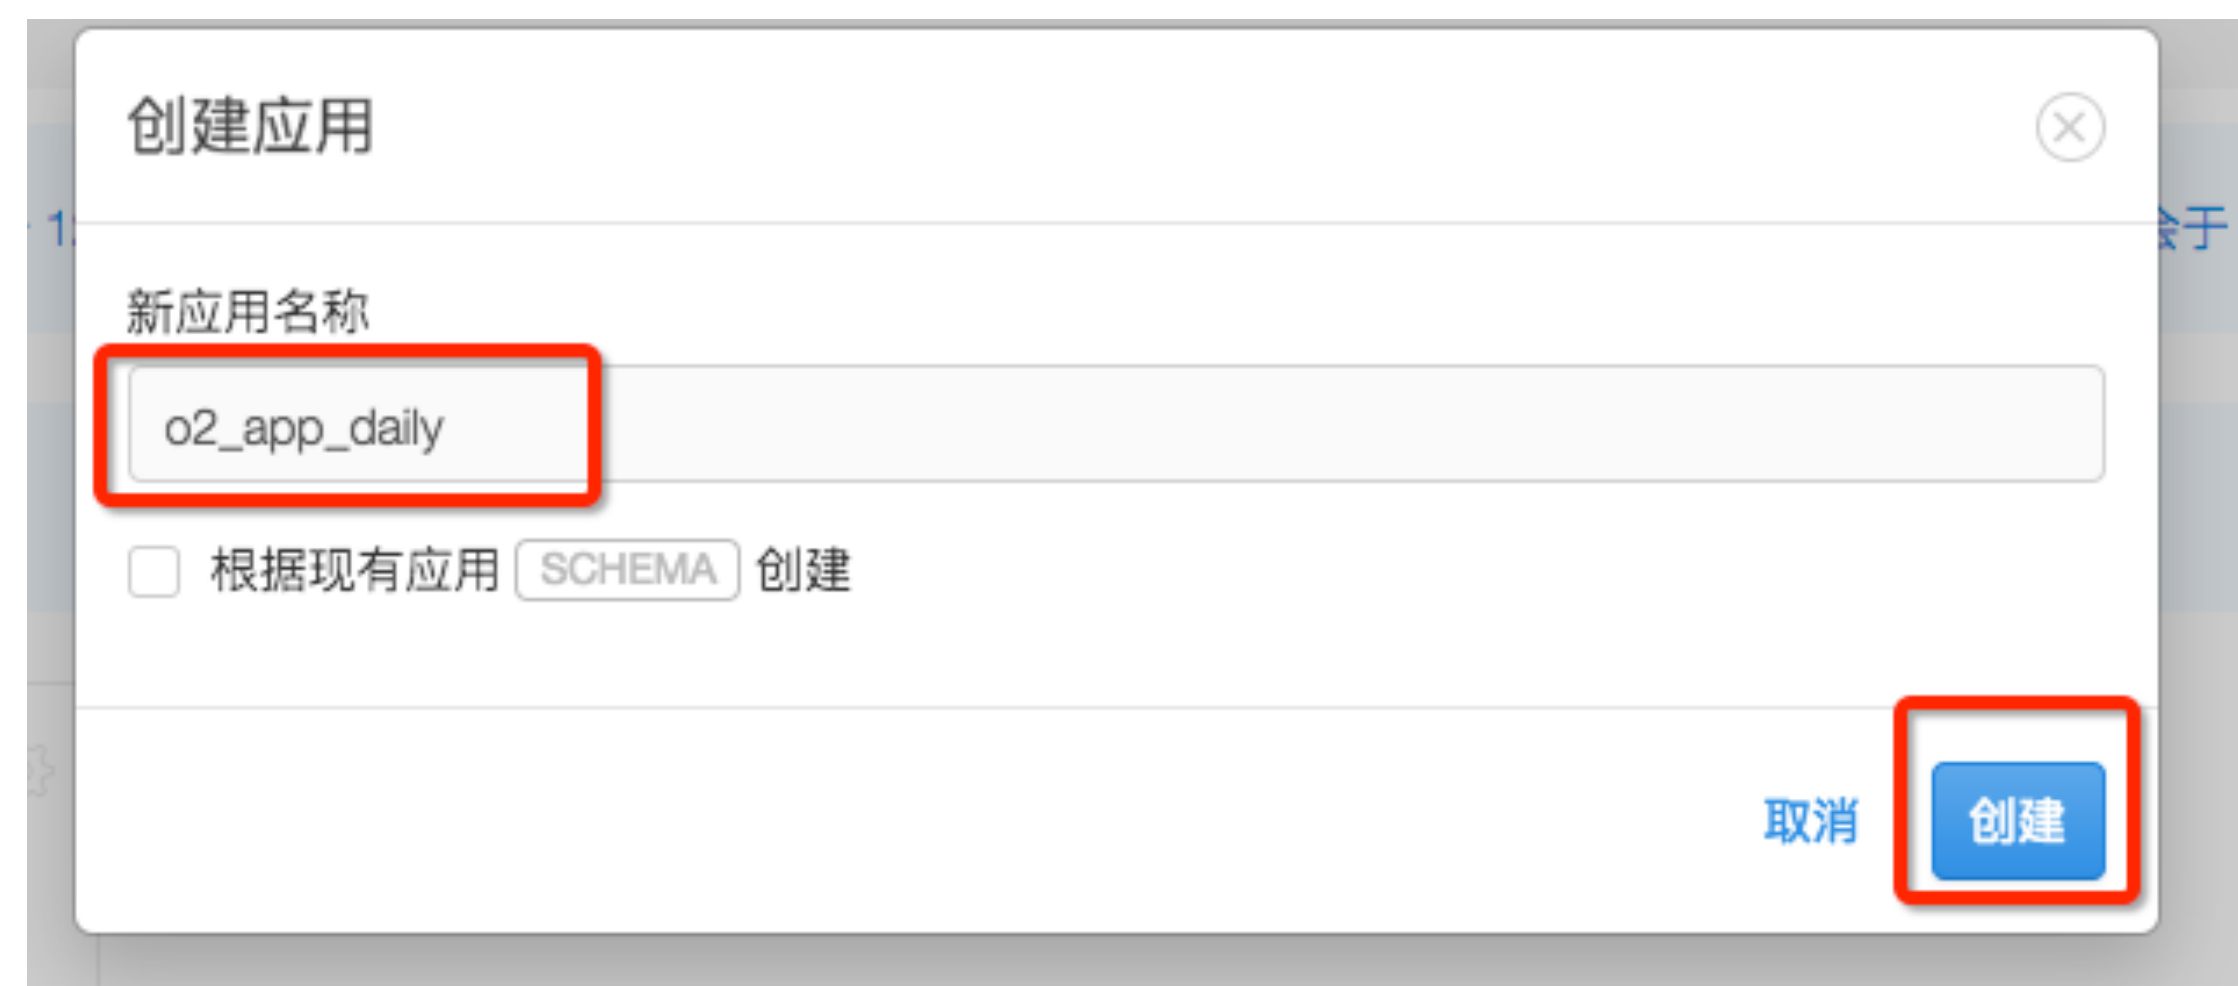 创建应用
新应用名称
o2_app_daily
根据现有应用 SCHEMA 创建
取消 创建